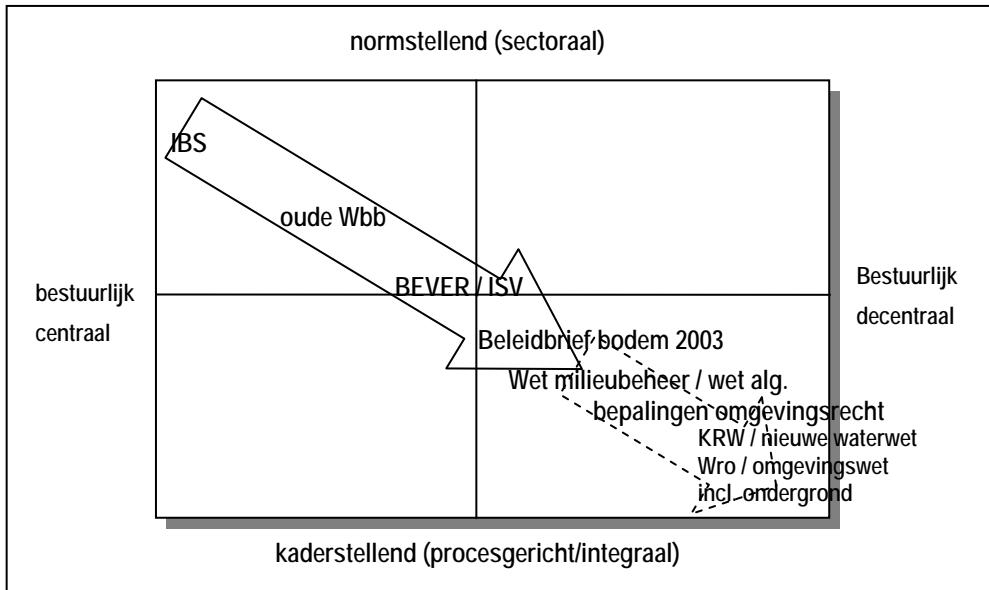 normstellend (sectoraal)
IBS
oude Wbb
BEVER / ISV
bestuurlijk
centraal
Bestuurlijk
decentraal
Beleidbrief bodem 2003
Wet milieubeheer / wet alg.
bepalingen omgevingsrecht
KRW / nieuwe waterwet
Wro / omgevingswet
incl. ondergrond
kaderstellend (procesgericht/integraal)